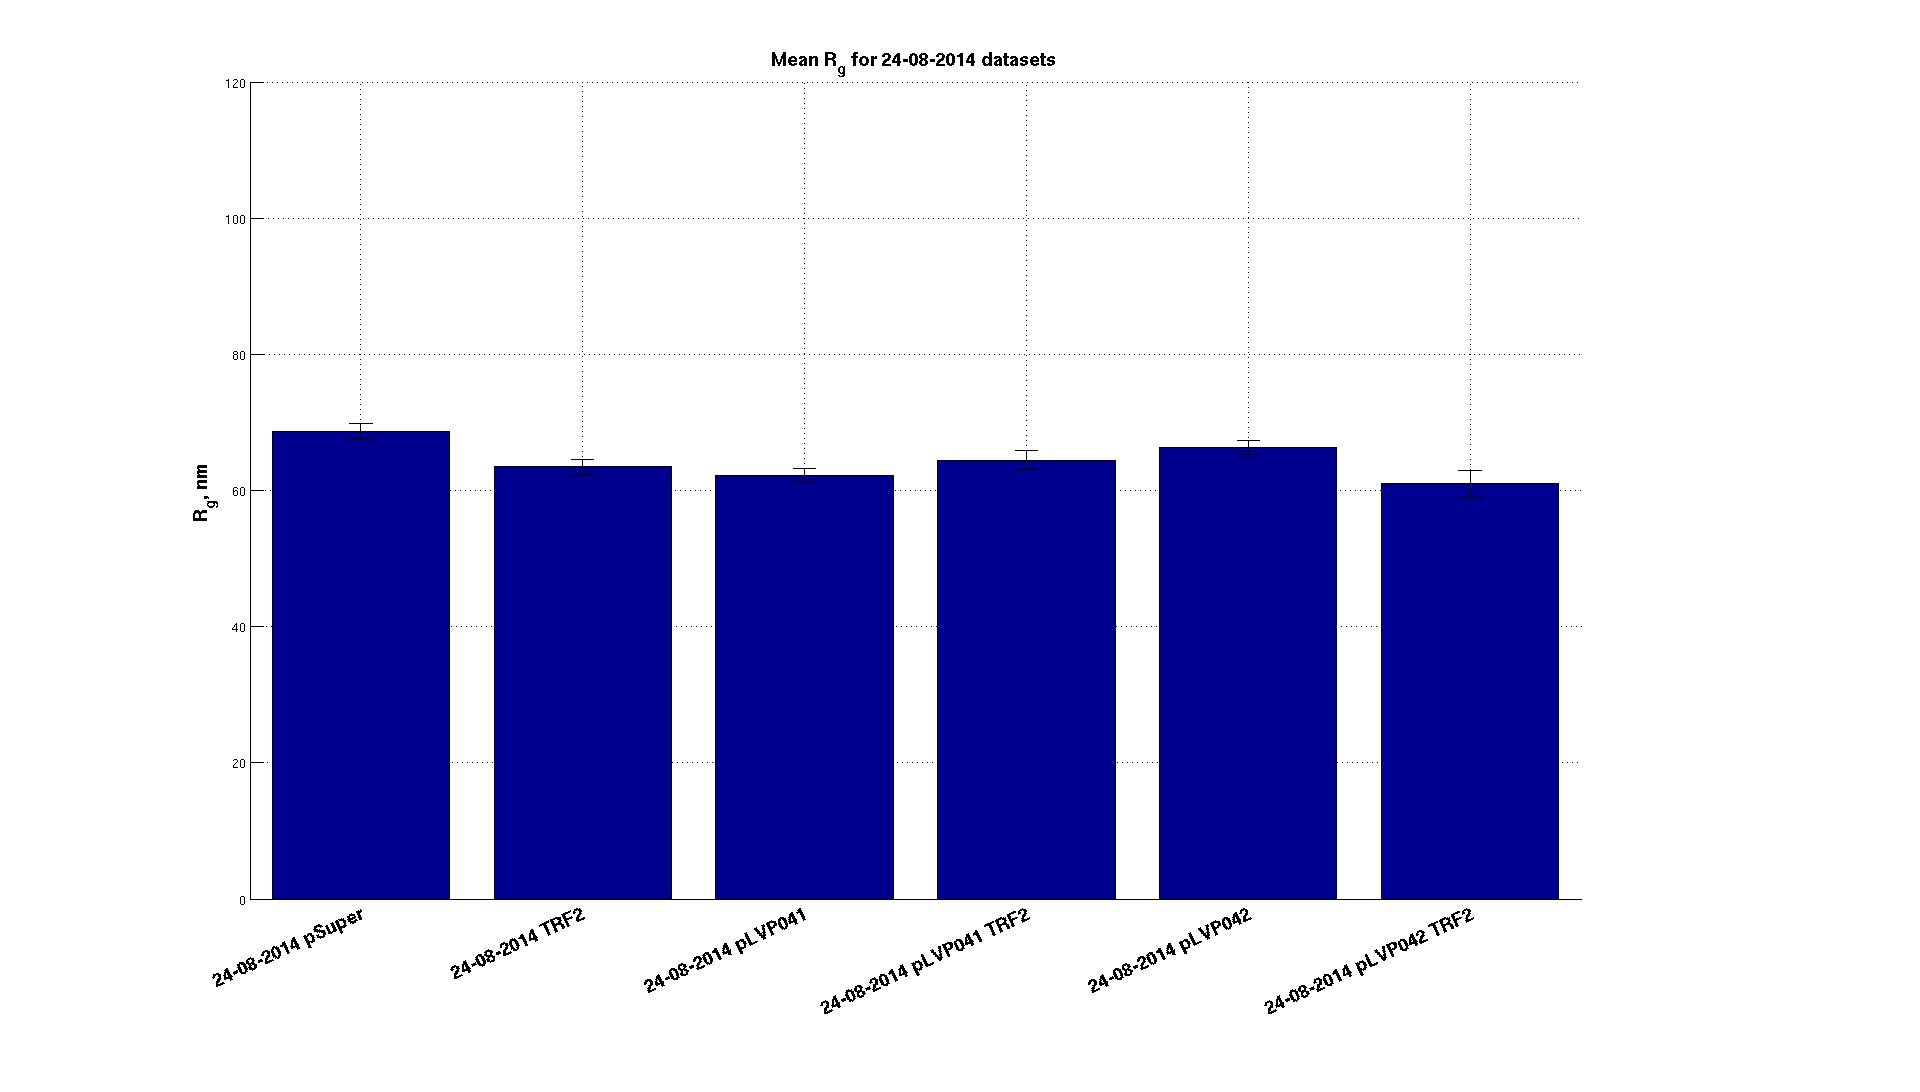 Mean Rg for 24-08-2014 datasets
120
100
80
60
40
20
0
Rg, nm
24-08-2014 pSuper
24-08-2014 TRF2
24-08-2014 pLVP041
24-08-2014 pLVP041 TRF2
24-08-2014 pLVP042
24-08-2014 pLVP042 TRF2